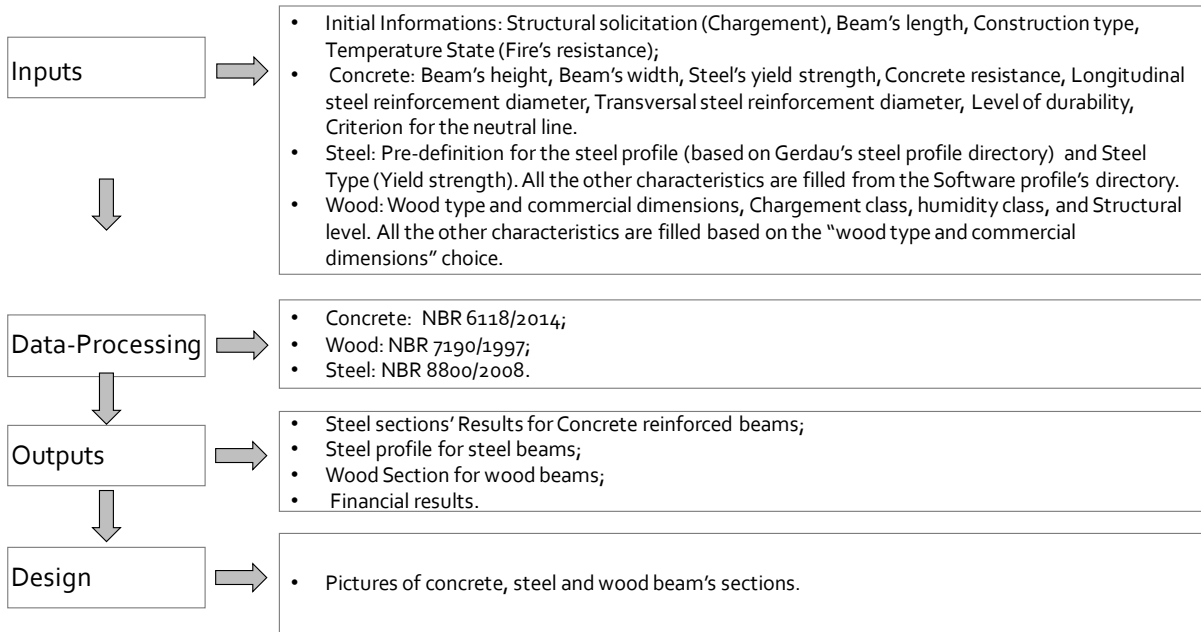 Inputs
• Initial Informations: Structural solicitation (Chargement), Beam's length, Construction type,
Temperature State (Fire's resistance);
• Concrete: Beam's height, Beam's width, Steel's yield strength, Concrete resistance, Longitudinal
steel reinforcement diameter, Transversal steel reinforcement diameter, Level of durability,
Criterion for the neutral line.
• Steel: Pre-definition for the steel profile (based on Gerdau's steel profile directory) and Steel
Type (Yield strength). All the other characteristics are filled from the Software profile's directory.
• Wood: Wood type and commercial dimensions, Chargement class, humidity class, and Structural
level. All the other characteristics are filled based on the “wood type and commercial
dimensions” choice.
Data-Processing
• Concrete: NBR 6118/2014;
• Wood: NBR 7190/1997;
• Steel: NBR 8800/2008.
Outputs
• Steel sections' Results for Concrete reinforced beams;
• Steel profile for steel beams;
• Wood Section for wood beams;
• Financial results.
Design
• Pictures of concrete, steel and wood beam's sections.